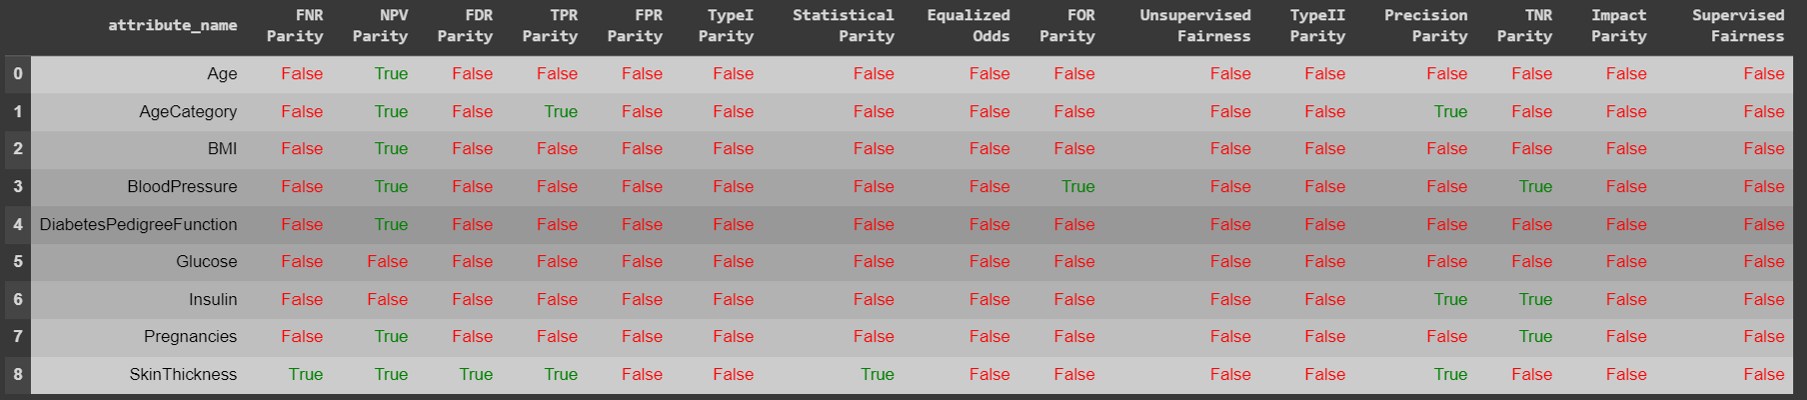 attribute_name FNR Parity NPV Parity FDR Parity TPR Parity FPR Parity TypeI Parity Statistical Parity Equalized Odds FOR Parity Unsupervised Fairness TypeII Parity Precision Parity TNR Parity Impact Parity Supervised Fairness
0 Age False True False False False False False False False False False False False False False
1 AgeCategory False True False True False False False False False False False True False False False
2 BMI False True False False False False False False False False False False False False False
3 BloodPressure False True False False False False False False True False False False True False False
4 DiabetesPedigreeFunction False True False False False False False False False False False False False False False
5 Glucose False False False False False False False False False False False False False False False
6 Insulin False False False False False False False False False False False True True False False
7 Pregnancies False True False False False False False False False False False False True False False
8 SkinThickness True True True True False False True False False False False True False False False